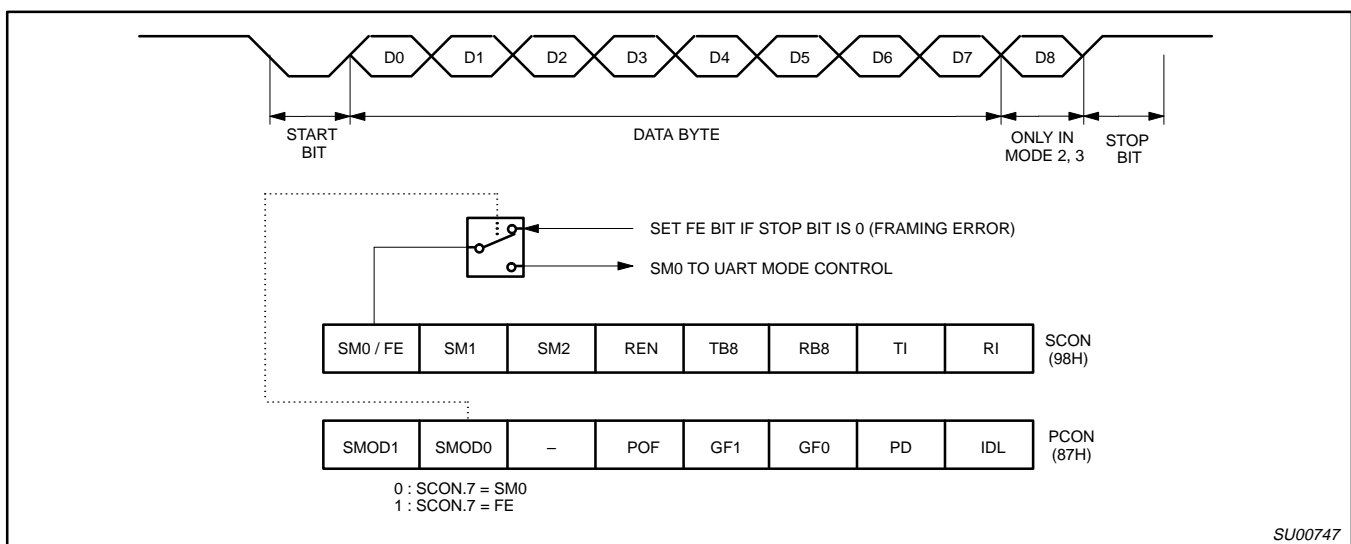 D0 D1 D2 D3 D4 D5 D6 D7 D8
START
BIT
DATA BYTE
ONLY IN
MODE 2, 3
STOP
BIT
SET FE BIT IF STOP BIT IS 0 (FRAMING ERROR)
SM0 TO UART MODE CONTROL
SM0 / FE SM1 SM2 REN TB8 RB8 TI RI
SCON
(98H)
SMOD1 SMOD0 – POF GF1 GF0 PD IDL
PCON
(87H)
0 : SCON.7 = SM0
1 : SCON.7 = FE
SU00747